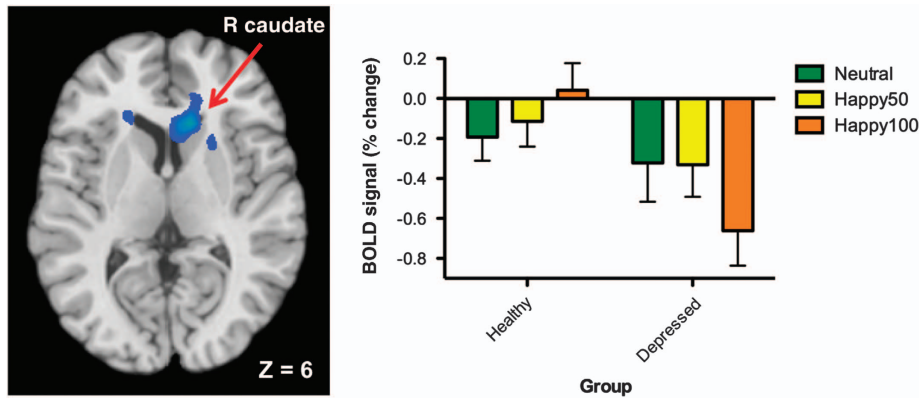 R caudate
Z = 6
BOLD signal (% change)
0.2
0.0
-0.2
-0.4
-0.6
-0.8
Healthy
Depressed
Group
Neutral
Happy50
Happy100